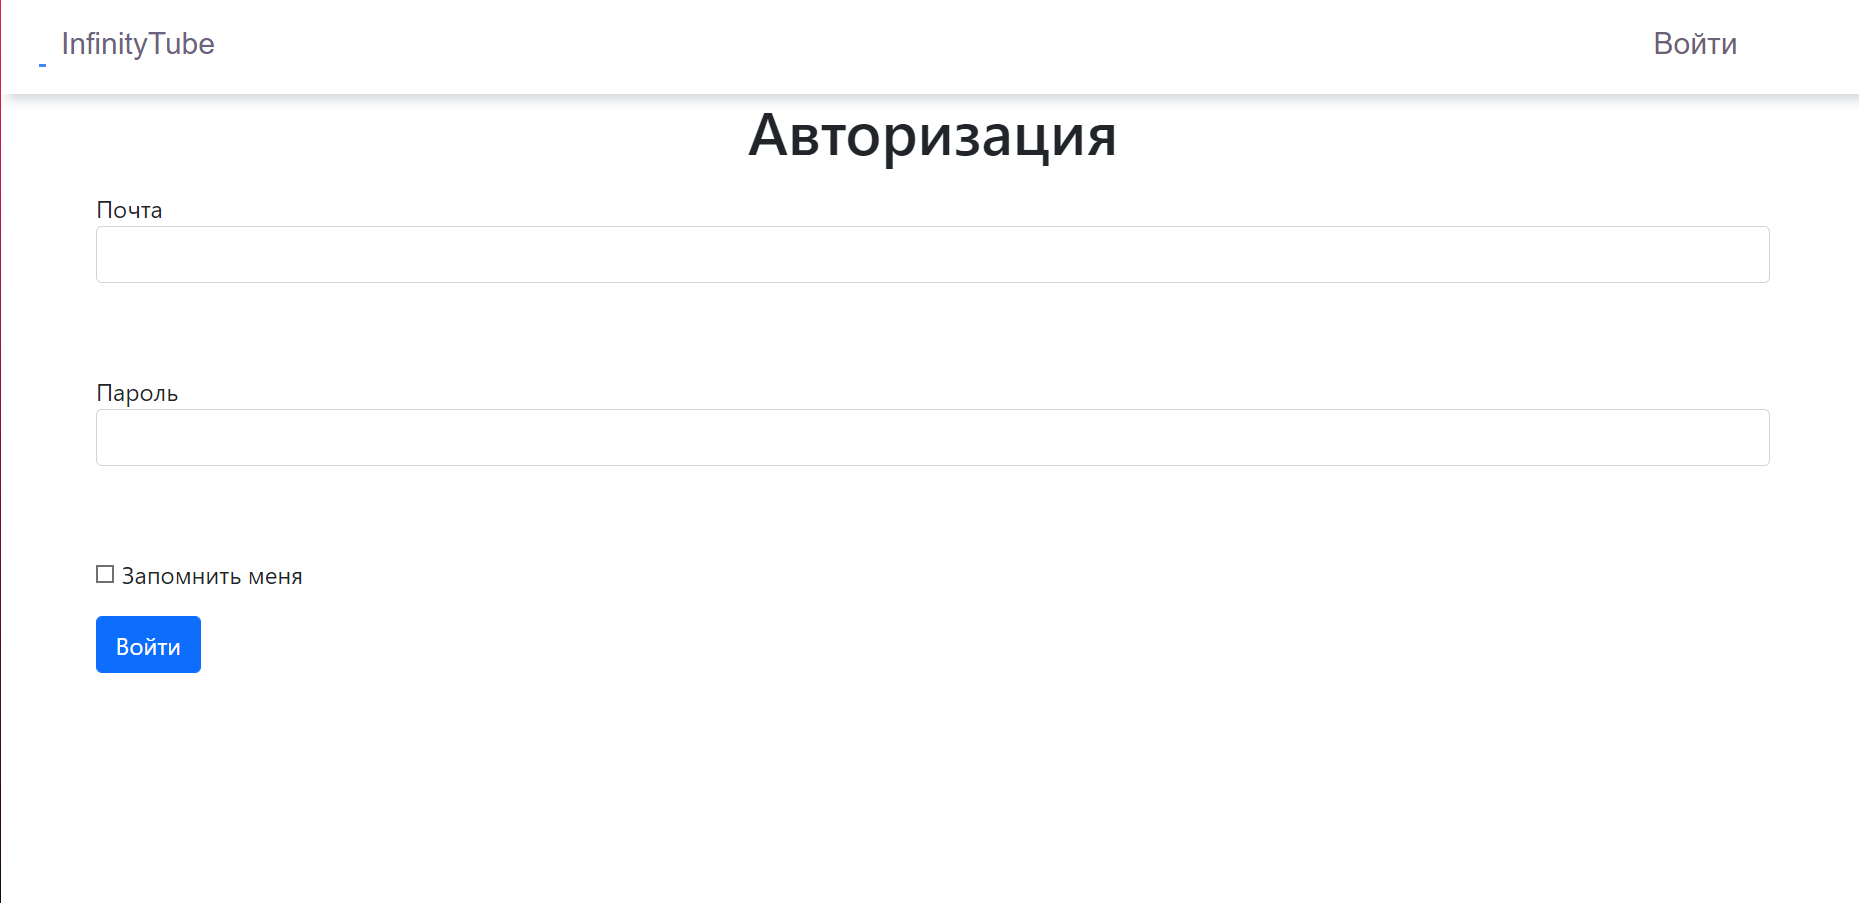 InfinityTube
Войти
Авторизация
Почта
Пароль
Запомнить меня
Войти